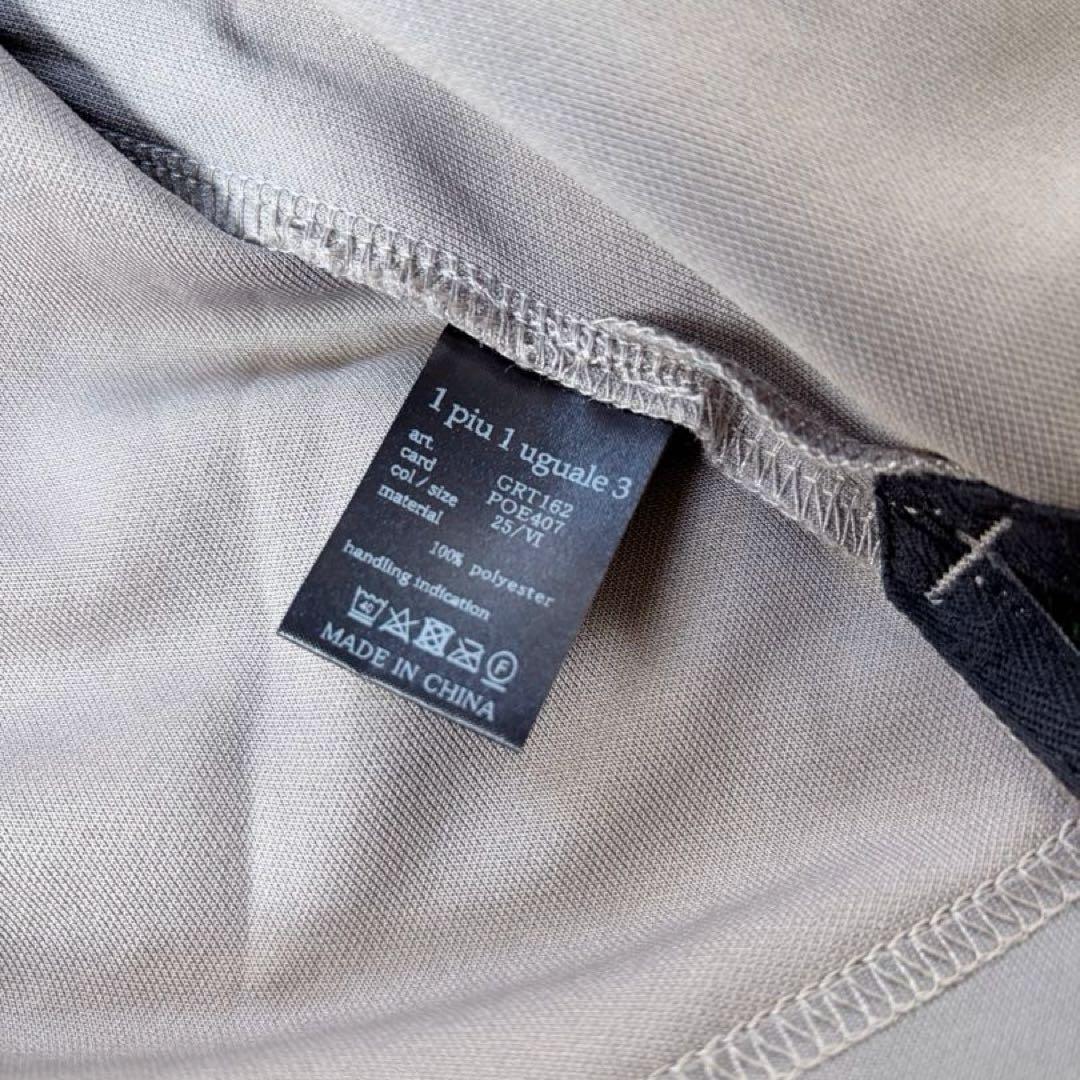 1 piu 1 uguale 3
art. GRT162
card POE407
col / size 25/VI
material
100% polyester
handling indication
40 F
MADE IN CHINA